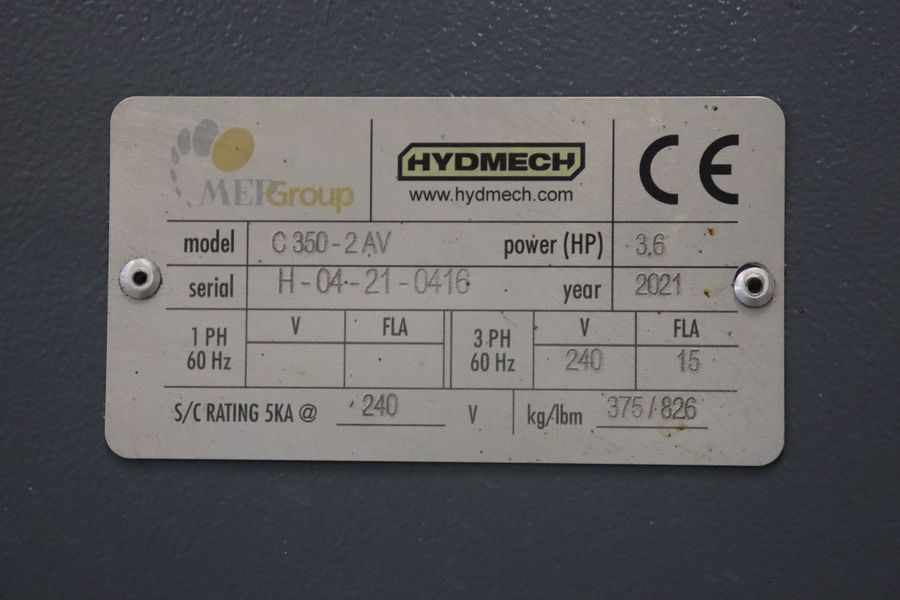 MEPGroup
HYDMECH
www.hydmech.com
CE
model C 350-2 AV power (HP) 3,6
serial H-04-21-0416 year 2021
1 PH 60 Hz V FLA
3 PH 60 Hz V 240 FLA 15
S/C RATING 5KA @ 240 V kg/lbm 375/826